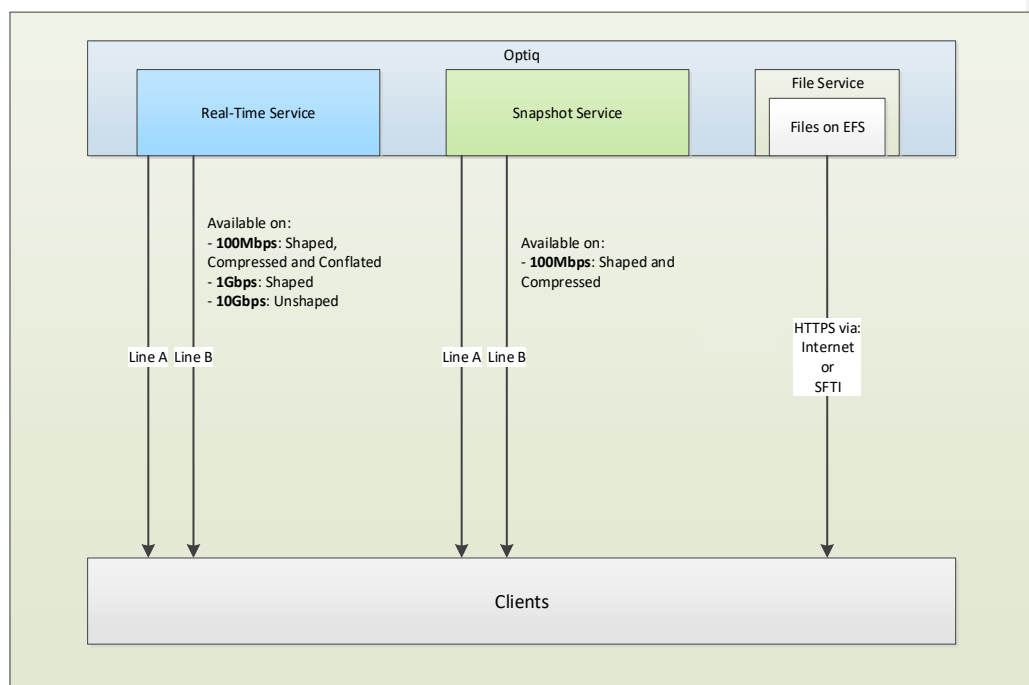 Optiq
Real-Time Service
Snapshot Service
File Service
Files on EFS
Available on:
- 100Mbps: Shaped,
Compressed and Conflated
- 1Gbps: Shaped
- 10Gbps: Unshaped
Available on:
- 100Mbps: Shaped and
Compressed
Line A
Line B
Line A
Line B
HTTPS via:
Internet
or
SFTI
Clients